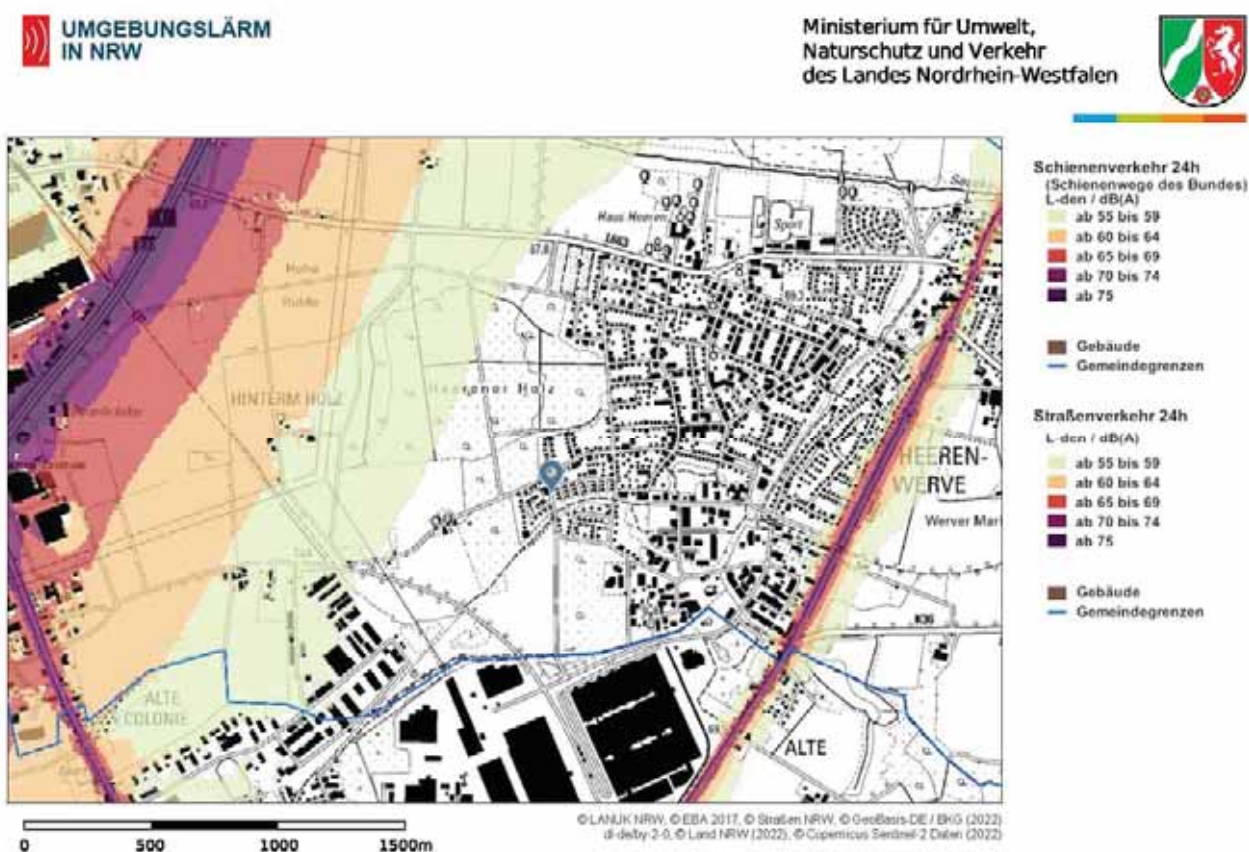 UMGEBUNGSLÄRM
IN NRW
Ministerium für Umwelt,
Naturschutz und Verkehr
des Landes Nordrhein-Westfalen
Schienenverkehr 24h
(Schienenwege des Bundes)
L-den / dB(A)
ab 55 bis 59
ab 60 bis 64
ab 65 bis 69
ab 70 bis 74
ab 75
Gebäude
Gemeindegrenzen
Straßenverkehr 24h
L-den / dB(A)
ab 55 bis 59
ab 60 bis 64
ab 65 bis 69
ab 70 bis 74
ab 75
Gebäude
Gemeindegrenzen
Haus Heeren
Sport
L663
HINTERM HOLZ
Holz
HEEREN-
WERVE
Werver Mar
K36
ALTE
COLONIE
ALTE
© LANUK NRW, © EBA 2017, © Straßen NRW, © GeoBasis-DE / BKG (2022)
dl-de/by-2-0, © Land NRW (2022), © Copernicus Sentinel-2 Daten (2022)
0 500 1000 1500m